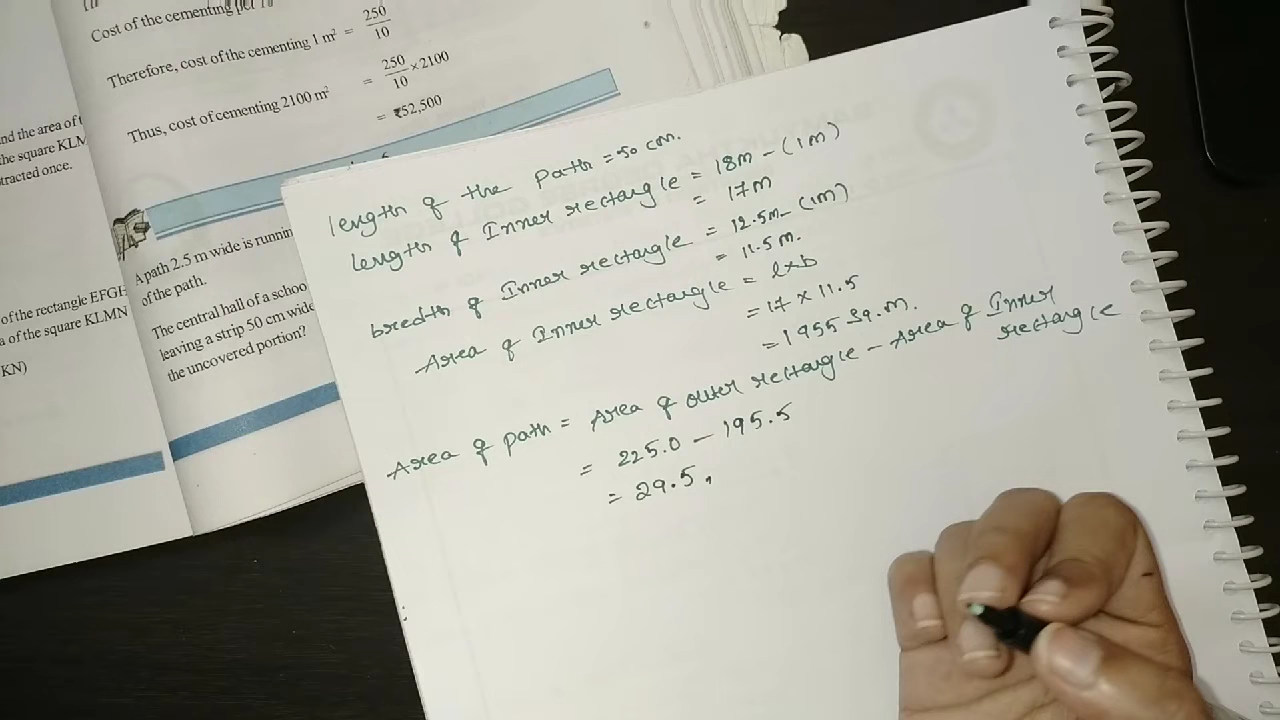 Cost of the cementing per
Therefore, cost of the cementing 1 m² = 250/10
Thus, cost of cementing 2100 m² = 250/10 × 2100
= ₹52,500
nd the area of
he square KLM
tracted once.
A path 2.5 m wide is runnin
of the path.
The central hall of a schoo
leaving a strip 50 cm wide
the uncovered portion?
of the rectangle EFGH
a of the square KLMN
KN)
length of the path = 50 cm.
length of Inner rectangle = 18m - (1m)
= 17m
bredth of Inner rectangle = 12.5m - (1m)
= 11.5 m.
Area of Inner rectangle = l×b
= 17 × 11.5
= 1955 sq.m.
Area of path = Area of outer rectangle - Area of Inner
rectangle
= 225.0 - 195.5
= 29.5,